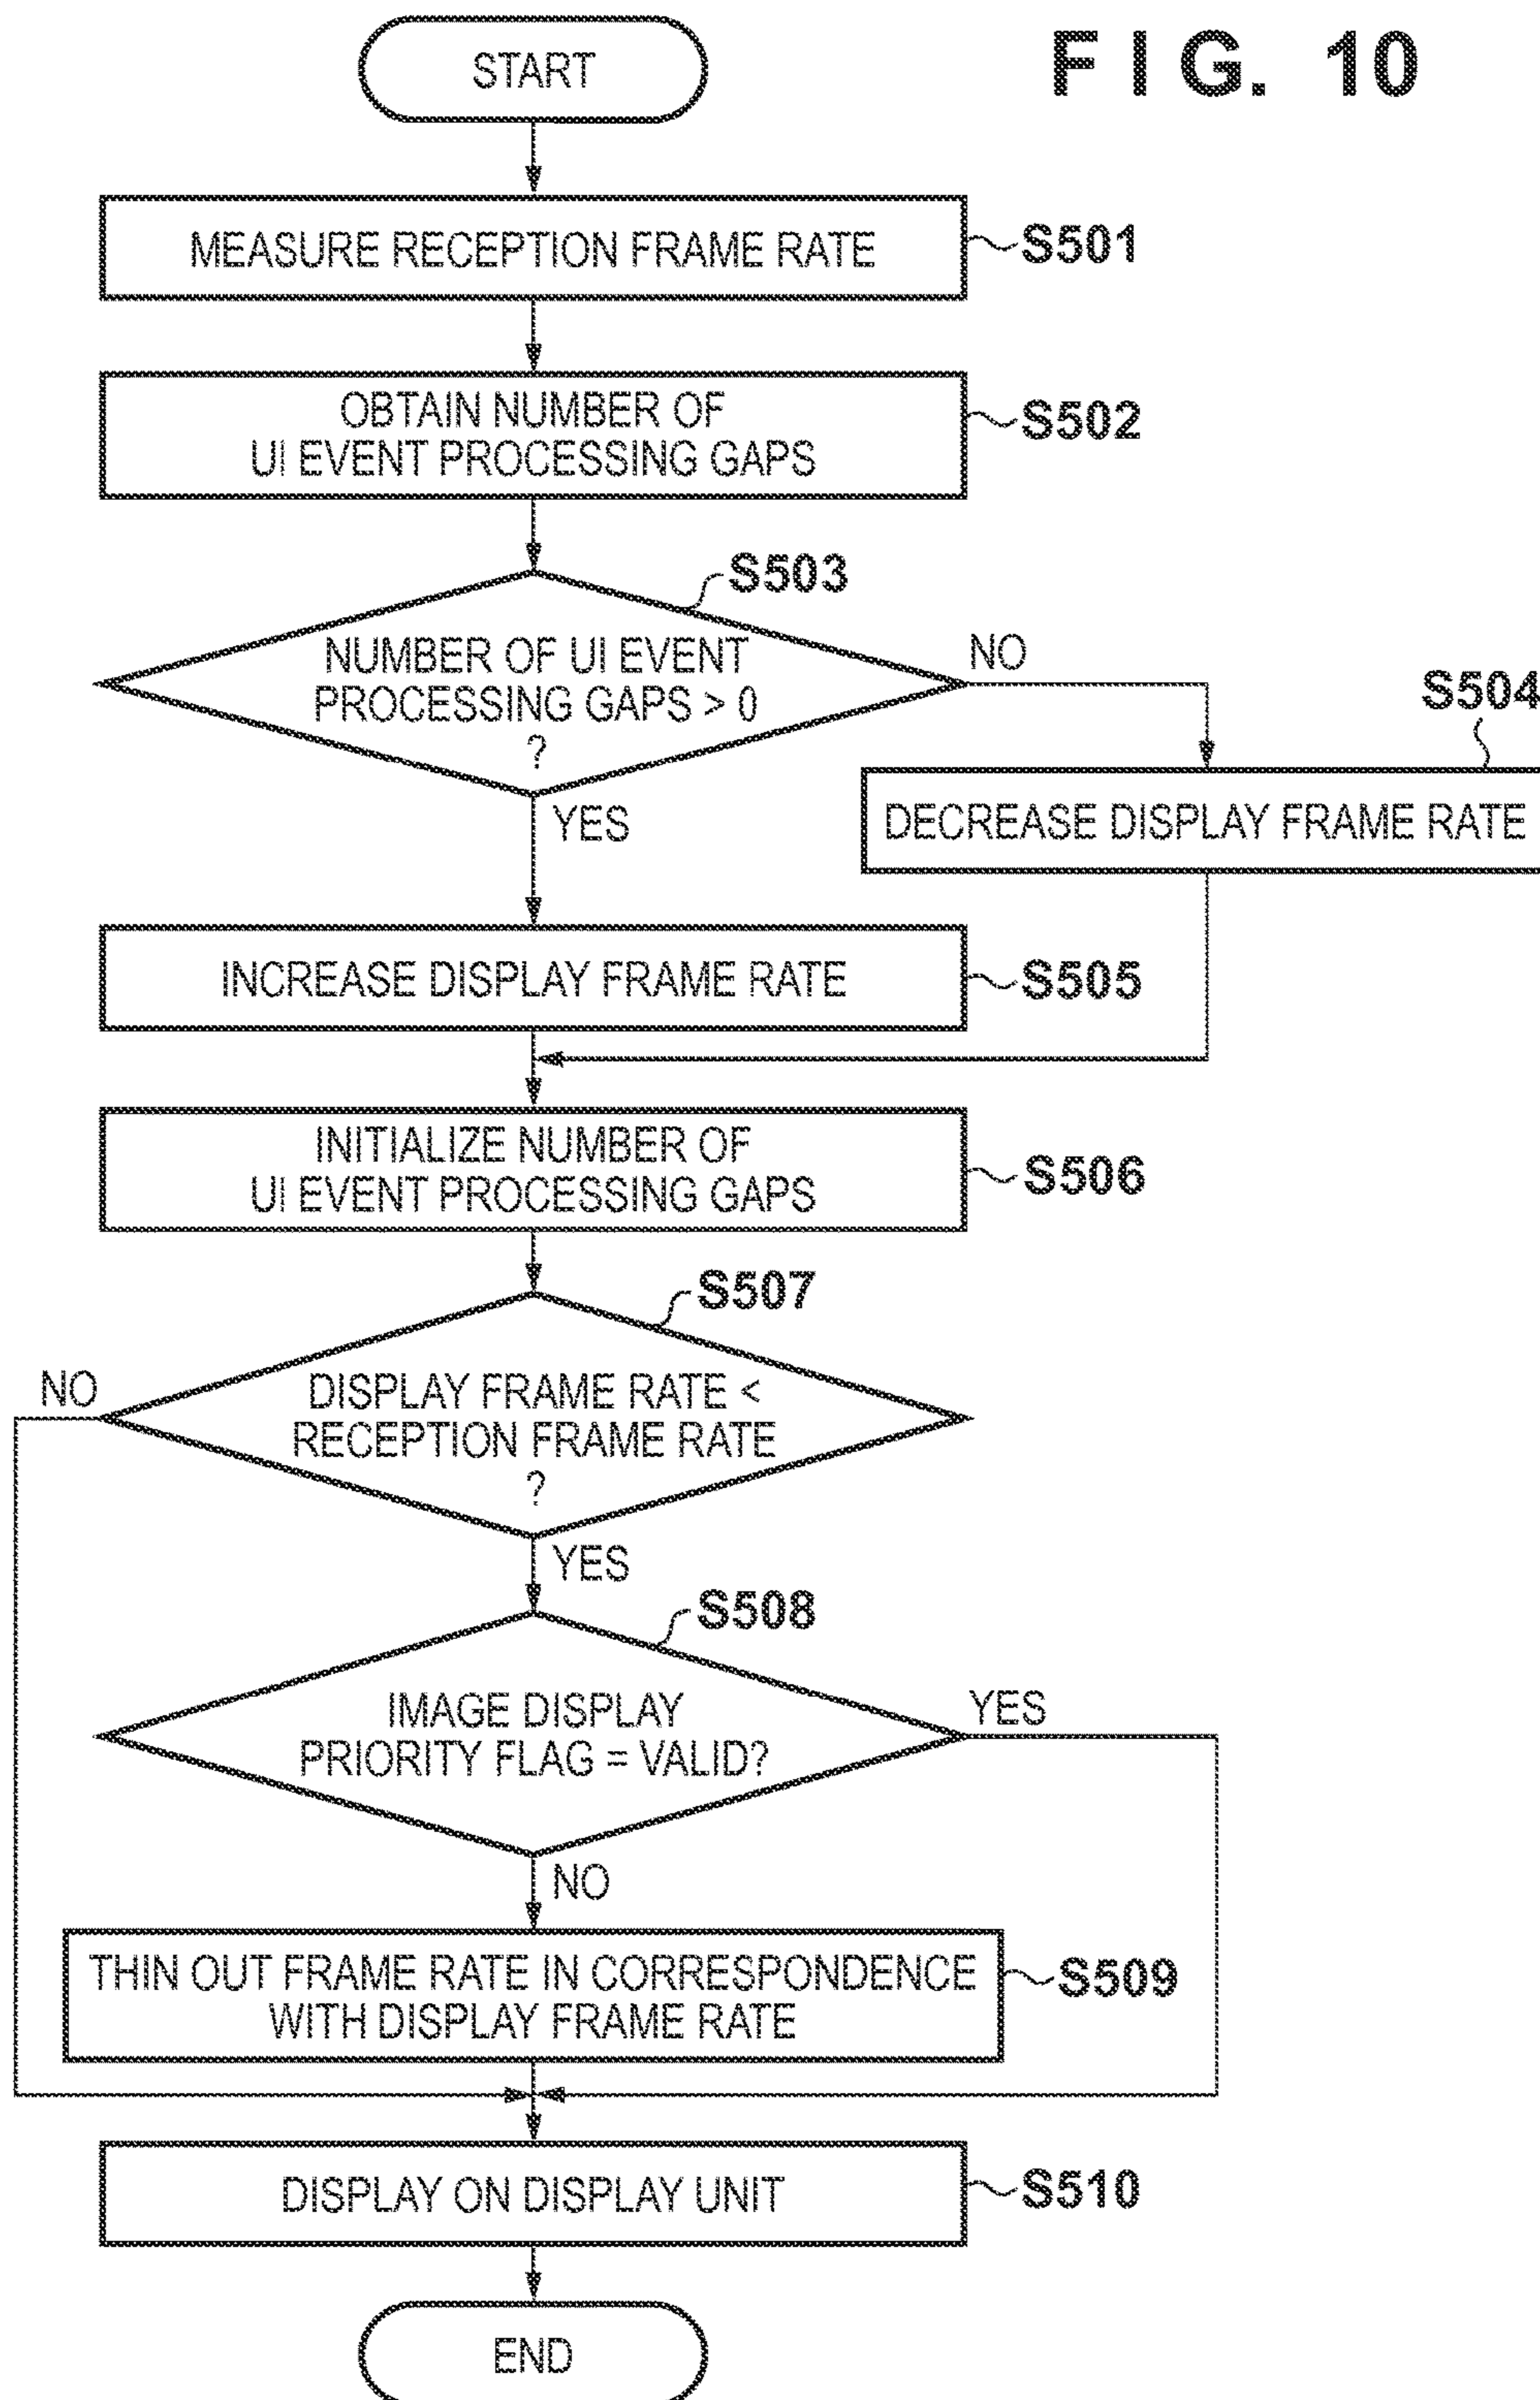 F I G. 10
START
MEASURE RECEPTION FRAME RATE
S501
OBTAIN NUMBER OF
UI EVENT PROCESSING GAPS
S502
S503
NUMBER OF UI EVENT
PROCESSING GAPS > 0
?
NO
YES
S504
DECREASE DISPLAY FRAME RATE
INCREASE DISPLAY FRAME RATE
S505
INITIALIZE NUMBER OF
UI EVENT PROCESSING GAPS
S506
S507
NO
DISPLAY FRAME RATE <
RECEPTION FRAME RATE
?
YES
S508
IMAGE DISPLAY
PRIORITY FLAG = VALID?
YES
NO
THIN OUT FRAME RATE IN CORRESPONDENCE
WITH DISPLAY FRAME RATE
S509
DISPLAY ON DISPLAY UNIT
S510
END